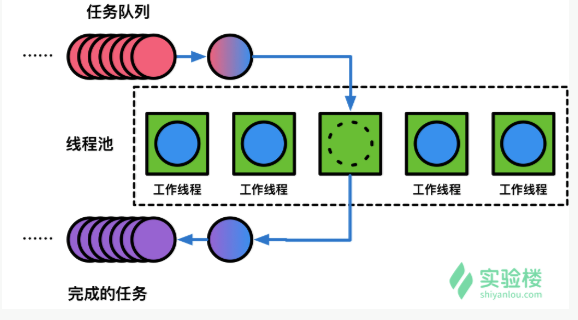 任务队列
······
线程池
工作线程
工作线程
工作线程
工作线程
······
完成的任务
实验楼
shiyanlou.com